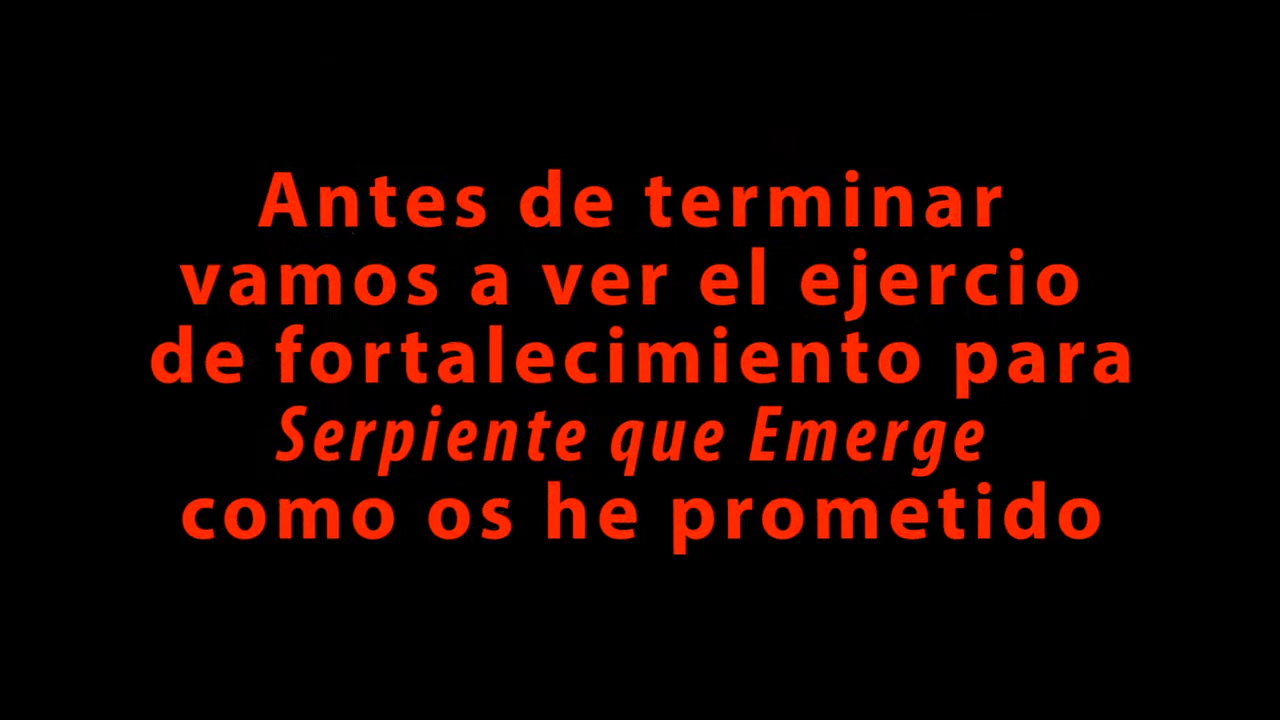 Antes de terminar
vamos a ver el ejercio
de fortalecimiento para
Serpiente que Emerge
como os he prometido